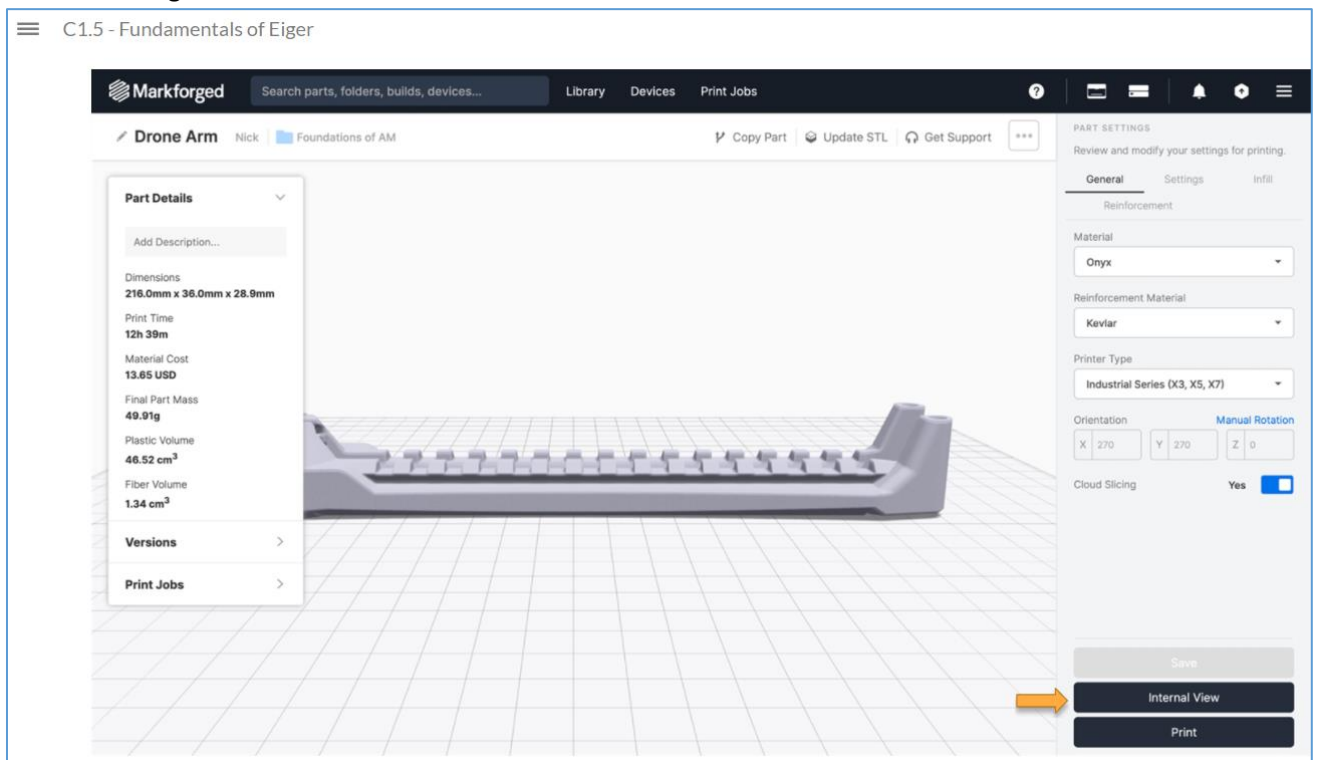 C1.5 - Fundamentals of Eiger
Markforged
Search parts, folders, builds, devices...
Library
Devices
Print Jobs
Drone Arm
Nick
Foundations of AM
Copy Part
Update STL
Get Support
Part Details
Add Description...
Dimensions
216.0mm x 36.0mm x 28.9mm
Print Time
12h 39m
Material Cost
13.65 USD
Final Part Mass
49.91g
Plastic Volume
46.52 cm³
Fiber Volume
1.34 cm³
Versions
Print Jobs
PART SETTINGS
Review and modify your settings for printing.
General
Settings
Infill
Reinforcement
Material
Onyx
Reinforcement Material
Kevlar
Printer Type
Industrial Series (X3, X5, X7)
Orientation
Manual Rotation
X 270
Y 270
Z 0
Cloud Slicing
Yes
Save
Internal View
Print